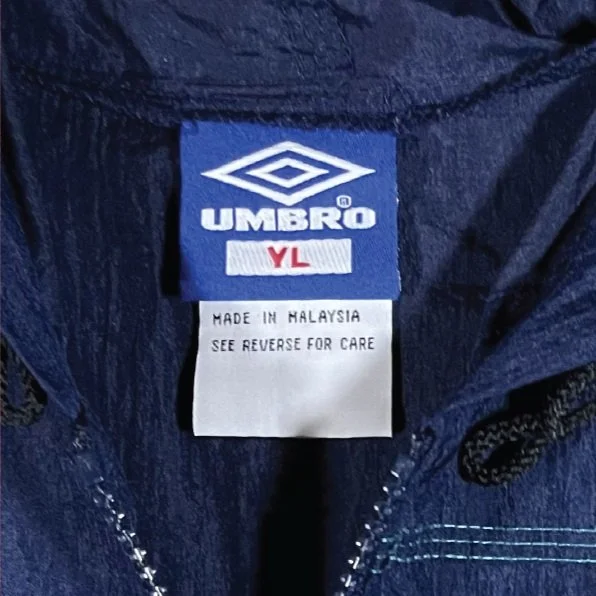 UMBRO®
YL
MADE IN MALAYSIA
SEE REVERSE FOR CARE